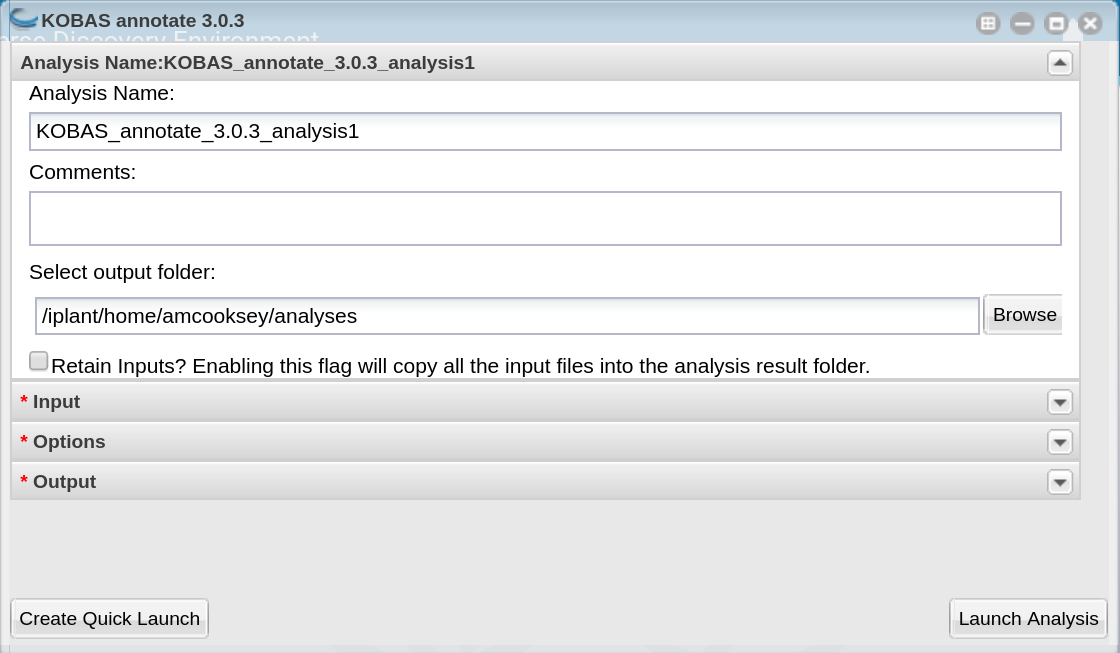 KOBAS annotate 3.0.3
Discovery Environment
Analysis Name:KOBAS_annotate_3.0.3_analysis1
Analysis Name:
KOBAS_annotate_3.0.3_analysis1
Comments:
Select output folder:
/iplant/home/amcooksey/analyses
Browse
Retain Inputs? Enabling this flag will copy all the input files into the analysis result folder.
* Input
* Options
* Output
Create Quick Launch
Launch Analysis